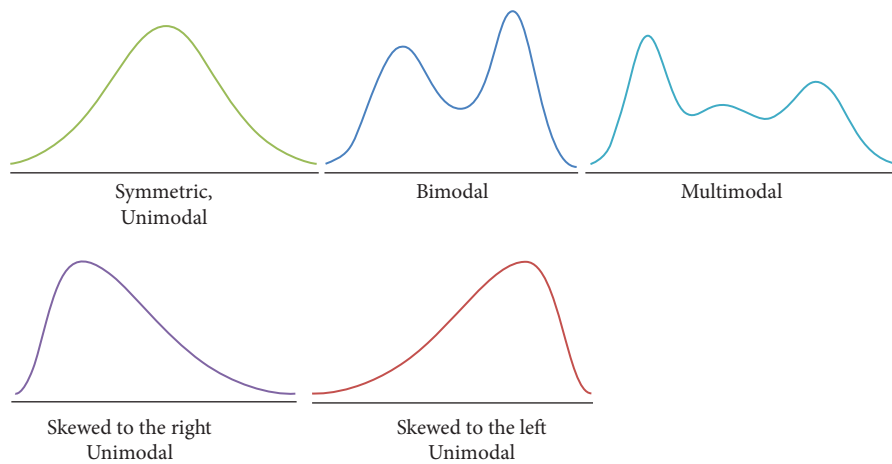 Symmetric,
Unimodal
Bimodal
Multimodal
Skewed to the right
Unimodal
Skewed to the left
Unimodal